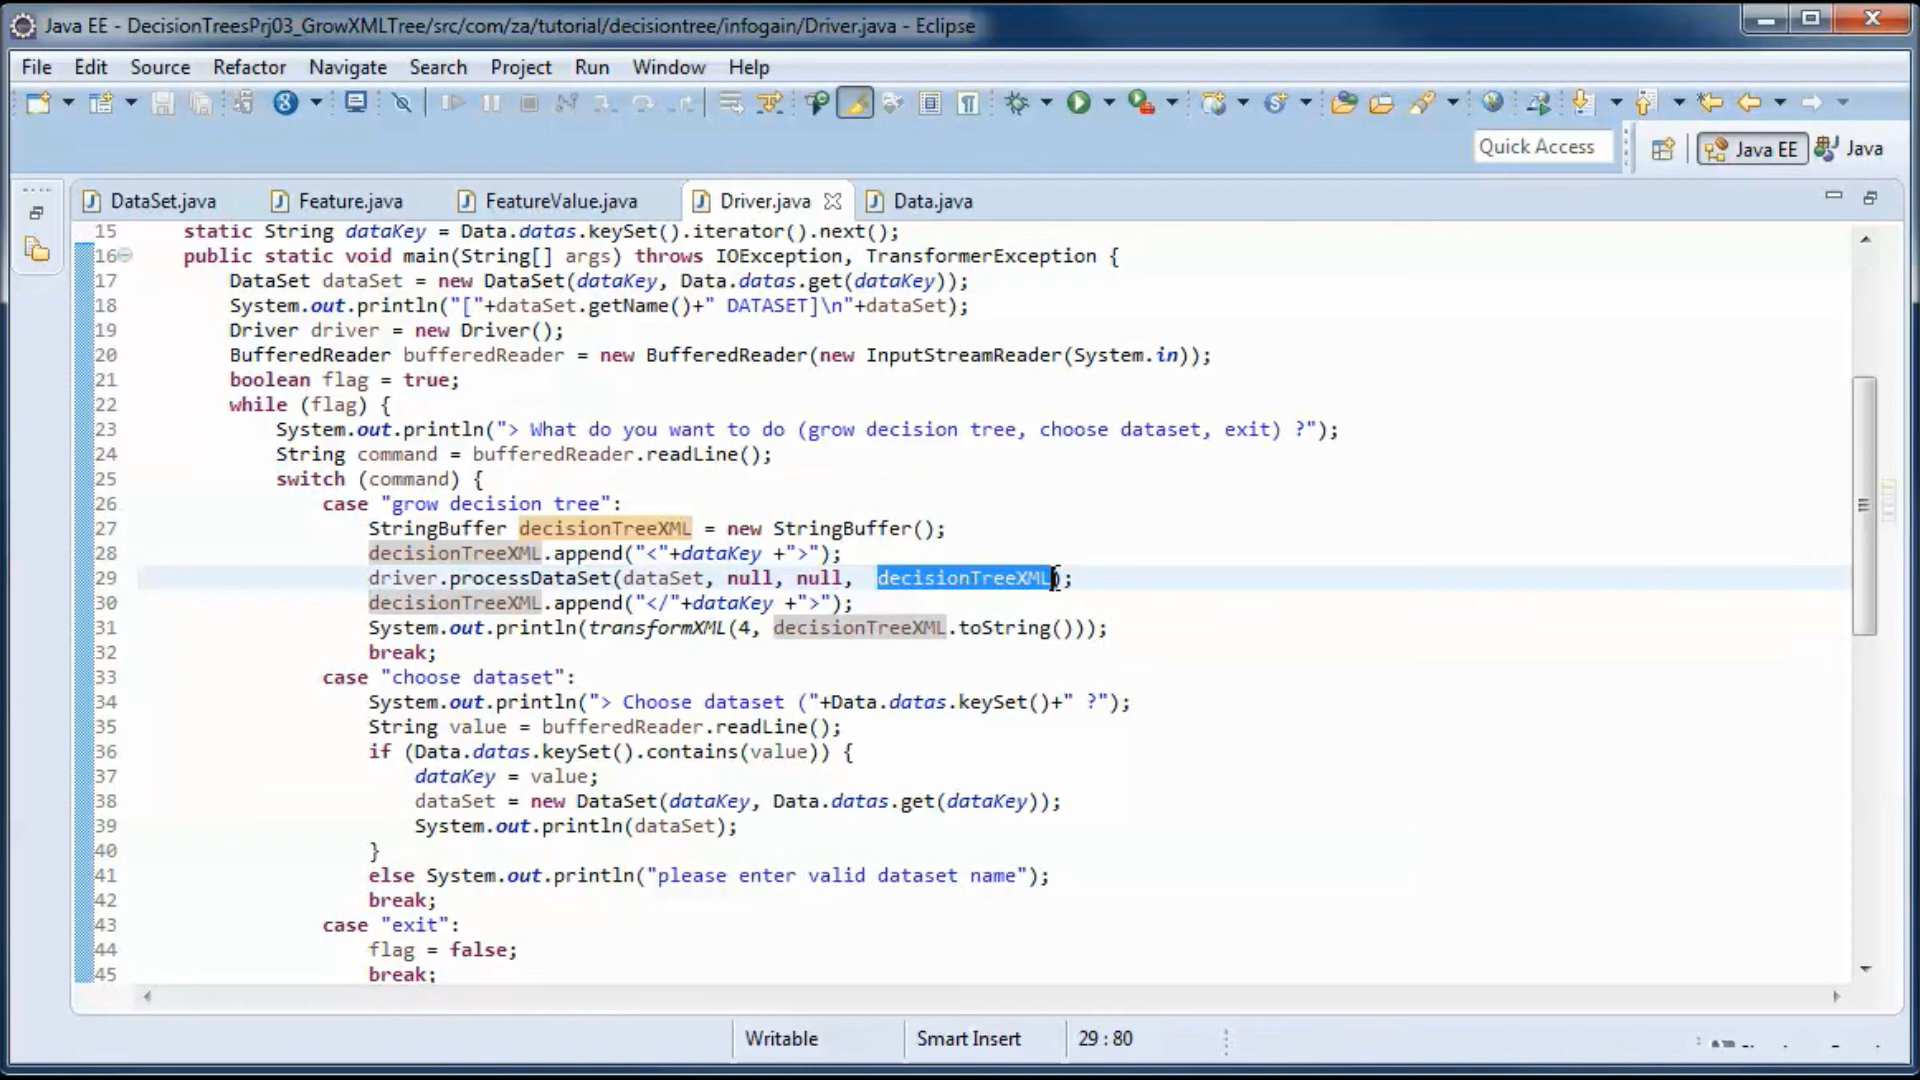 Java EE - DecisionTreesPrj03_GrowXMLTree/src/com/za/tutorial/decisiontree/infogain/Driver.java - Eclipse
File Edit Source Refactor Navigate Search Project Run Window Help
Quick Access Java EE Java
DataSet.java Feature.java FeatureValue.java Driver.java Data.java
15 static String dataKey = Data.datas.keySet().iterator().next();
16 public static void main(String[] args) throws IOException, TransformerException {
17 DataSet dataSet = new DataSet(dataKey, Data.datas.get(dataKey));
18 System.out.println("["+dataSet.getName()+" DATASET]\n"+dataSet);
19 Driver driver = new Driver();
20 BufferedReader bufferedReader = new BufferedReader(new InputStreamReader(System.in));
21 boolean flag = true;
22 while (flag) {
23 System.out.println("> What do you want to do (grow decision tree, choose dataset, exit) ?");
24 String command = bufferedReader.readLine();
25 switch (command) {
26 case "grow decision tree":
27 StringBuffer decisionTreeXML = new StringBuffer();
28 decisionTreeXML.append("<"+dataKey +">");
29 driver.processDataSet(dataSet, null, null, decisionTreeXML);
30 decisionTreeXML.append("</"+dataKey +">");
31 System.out.println(transformXML(4, decisionTreeXML.toString()));
32 break;
33 case "choose dataset":
34 System.out.println("> Choose dataset ("+Data.datas.keySet()+" ?");
35 String value = bufferedReader.readLine();
36 if (Data.datas.keySet().contains(value)) {
37 dataKey = value;
38 dataSet = new DataSet(dataKey, Data.datas.get(dataKey));
39 System.out.println(dataSet);
40 }
41 else System.out.println("please enter valid dataset name");
42 break;
43 case "exit":
44 flag = false;
45 break;
Writable Smart Insert 29 : 80